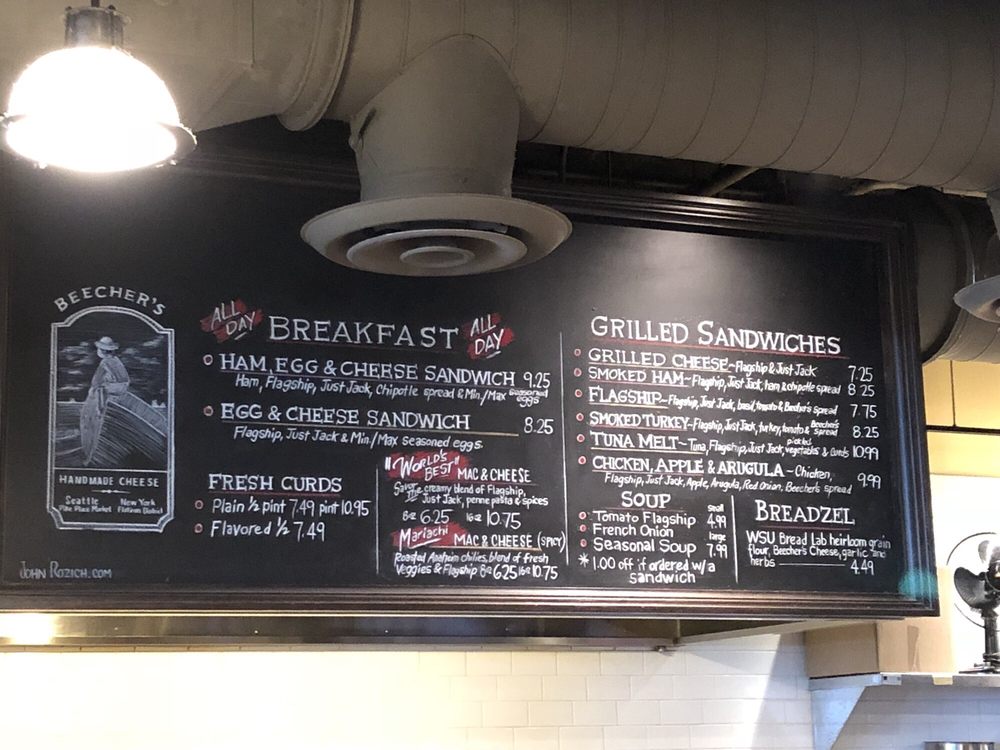 BEECHER'S
HANDMADE CHEESE
Seattle New York
Pike Place Market Flatiron District
JOHN ROZICH.COM
ALL DAY
BREAKFAST
ALL DAY
HAM, EGG & CHEESE SANDWICH 9.25
Ham, Flagship, Just Jack, Chipotle spread & Min./Max seasoned eggs
EGG & CHEESE SANDWICH 8.25
Flagship, Just Jack & Min./Max seasoned eggs.
FRESH CURDS
Plain ½ pint 7.49 pint 10.95
Flavored ½ 7.49
"WORLD'S BEST" MAC & CHEESE
Savor the creamy blend of Flagship,
Just Jack, penne pasta & spices
8oz 6.25 16oz 10.75
Mariachi MAC & CHEESE (SPICY)
Roasted Anaheim chilies, blend of fresh
Veggies & Flagship 8oz 6.25 16oz 10.75
GRILLED SANDWICHES
GRILLED CHEESE~Flagship & Just Jack 7.25
SMOKED HAM~Flagship, Just Jack, ham & chipotle spread 8 25
FLAGSHIP~Flagship, Just Jack, basil, tomato & Beecher's Spread 7.75
SMOKED TURKEY~Flagship, Just Jack, turkey, tomato & Beecher's spread 8.25
TUNA MELT~Tuna, Flagship, Just Jack, pickled vegetables & Curds 10.99
CHICKEN, APPLE & ARUGULA~Chicken, 9.99
Flagship, Just Jack, Apple, Arugula, Red Onion, Beecher's spread
SOUP
Tomato Flagship small 4.99
French Onion
Seasonal Soup large 7.99
*1.00 off if ordered w/a
sandwich
BREADZEL
WSU Bread Lab heirloom grain
flour, Beecher's Cheese, garlic and
herbs 4.49